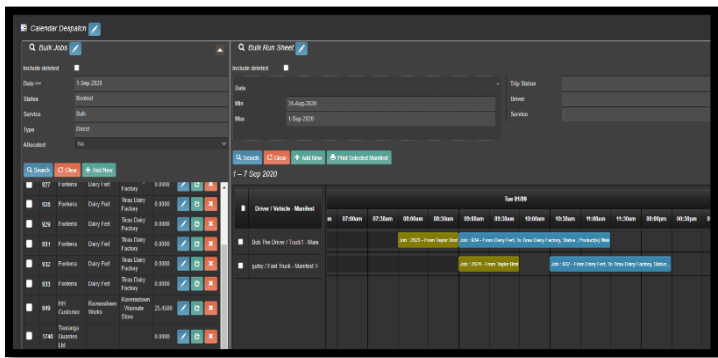 Calendar Despatch
Bulk Jobs
Include deleted
Date <= 1-Sep-2020
Status Booked
Service Bulk
Type Direct
Allocated No
Search Clear Add New
927 Fonterra Dairy Fert Factory 0.0000
928 Fonterra Dairy Fert Tirau Dairy Factory 0.0000
929 Fonterra Dairy Fert Tirau Dairy Factory 0.0000
931 Fonterra Dairy Fert Tirau Dairy Factory 0.0000
932 Fonterra Dairy Fert Tirau Dairy Factory 0.0000
933 Fonterra Dairy Fert Tirau Dairy Factory 0.0000
949 Customer Ravensdown Works Ravensdown Store 25.4500
1748 Tauranga Quarries Ltd 0.0000
Bulk Run Sheet
Include deleted
Date
Min 31-Aug-2020
Max 1-Sep-2020
Trip Status
Driver
Service
Search Clear Add New Print Selected Manifest
1 – 7 Sep 2020
Driver / Vehicle - Manifest
Tue 01/09
07:00am 07:30am 08:00am 08:30am 09:00am 09:30am 10:00am 10:30am 11:00am 11:30am 00:00pm 00:30pm
Bob The Driver / Truck1 - Mani
Job : 2023 - From Taylor Bros
Job : 934 - From Dairy Fert, To Tirau Dairy Factory, Status , Product(s) Mani
/ Fast Truck - Manifest 1-
Job : 2024 - From Taylor Bros
Job : 932 - From Dairy Fert, To Tirau Dairy Factory, Status ,